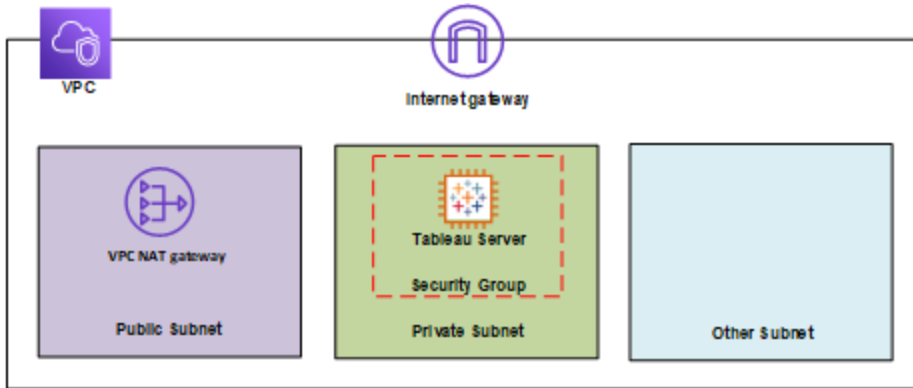 VPC
Internet gateway
VPC NAT gateway
Public Subnet
Tableau Server
Security Group
Private Subnet
Other Subnet